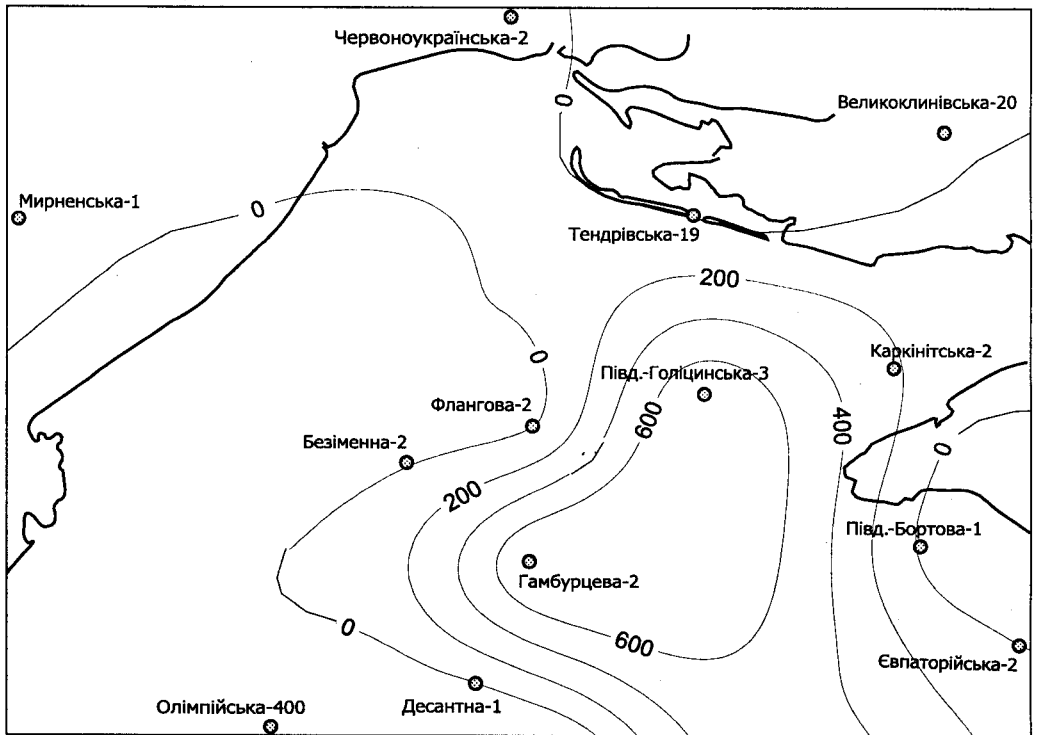 Червоноукраїнська-2
0
Великоклинівська-20
Мирненська-1
0
Тендрівська-19
200
0
Каркінітська-2
Півд.-Голіцинська-3
Флангова-2
600
400
Безіменна-2
0
200
Півд.-Бортова-1
Гамбурцева-2
0
600
Євпаторійська-2
Олімпійська-400
Десантна-1